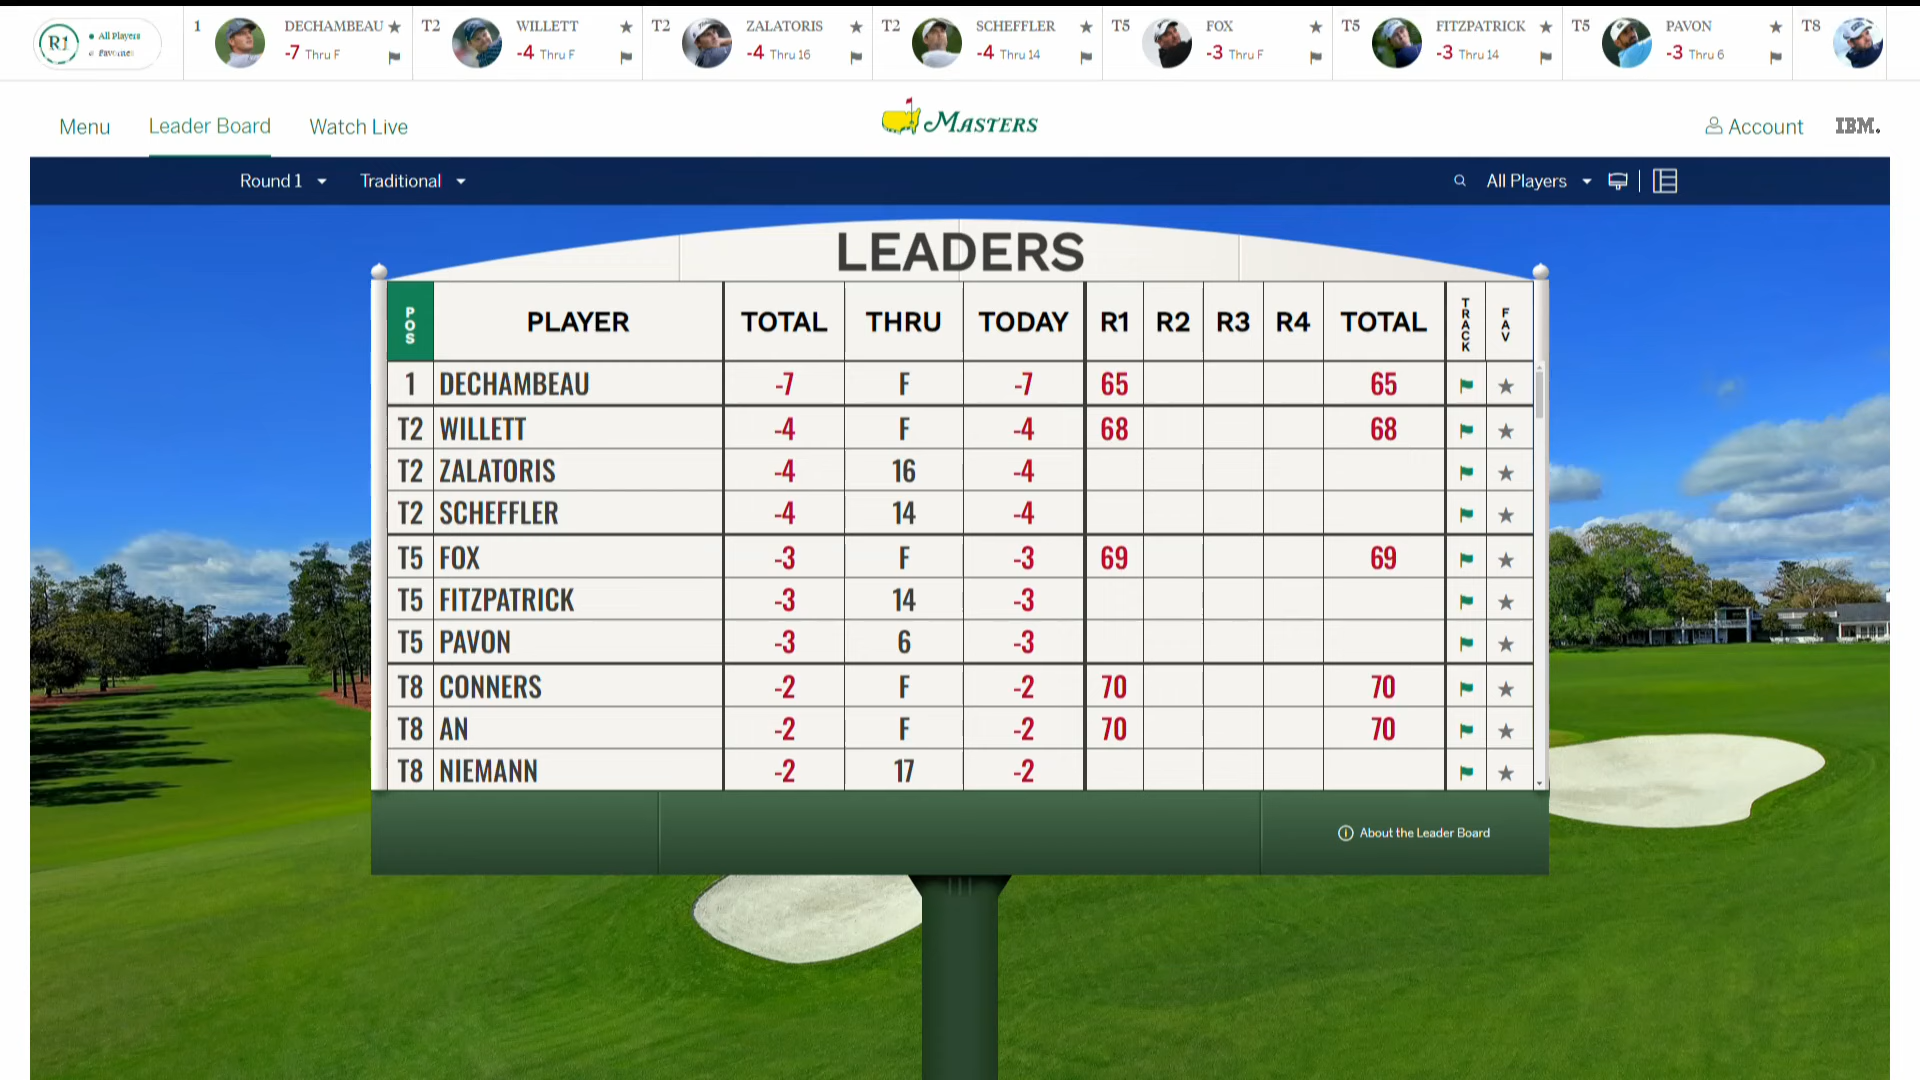 R1 All Players
Favorites
1 DECHAMBEAU
-7 Thru F
T2 WILLETT
-4 Thru F
T2 ZALATORIS
-4 Thru 16
T2 SCHEFFLER
-4 Thru 14
T5 FOX
-3 Thru F
T5 FITZPATRICK
-3 Thru 14
T5 PAVON
-3 Thru 6
T8
Menu Leader Board Watch Live
MASTERS
Account IBM.
Round 1 Traditional All Players
LEADERS
POS PLAYER TOTAL THRU TODAY R1 R2 R3 R4 TOTAL TRACK FAV
1 DECHAMBEAU -7 F -7 65 65
T2 WILLETT -4 F -4 68 68
T2 ZALATORIS -4 16 -4
T2 SCHEFFLER -4 14 -4
T5 FOX -3 F -3 69 69
T5 FITZPATRICK -3 14 -3
T5 PAVON -3 6 -3
T8 CONNERS -2 F -2 70 70
T8 AN -2 F -2 70 70
T8 NIEMANN -2 17 -2
About the Leader Board